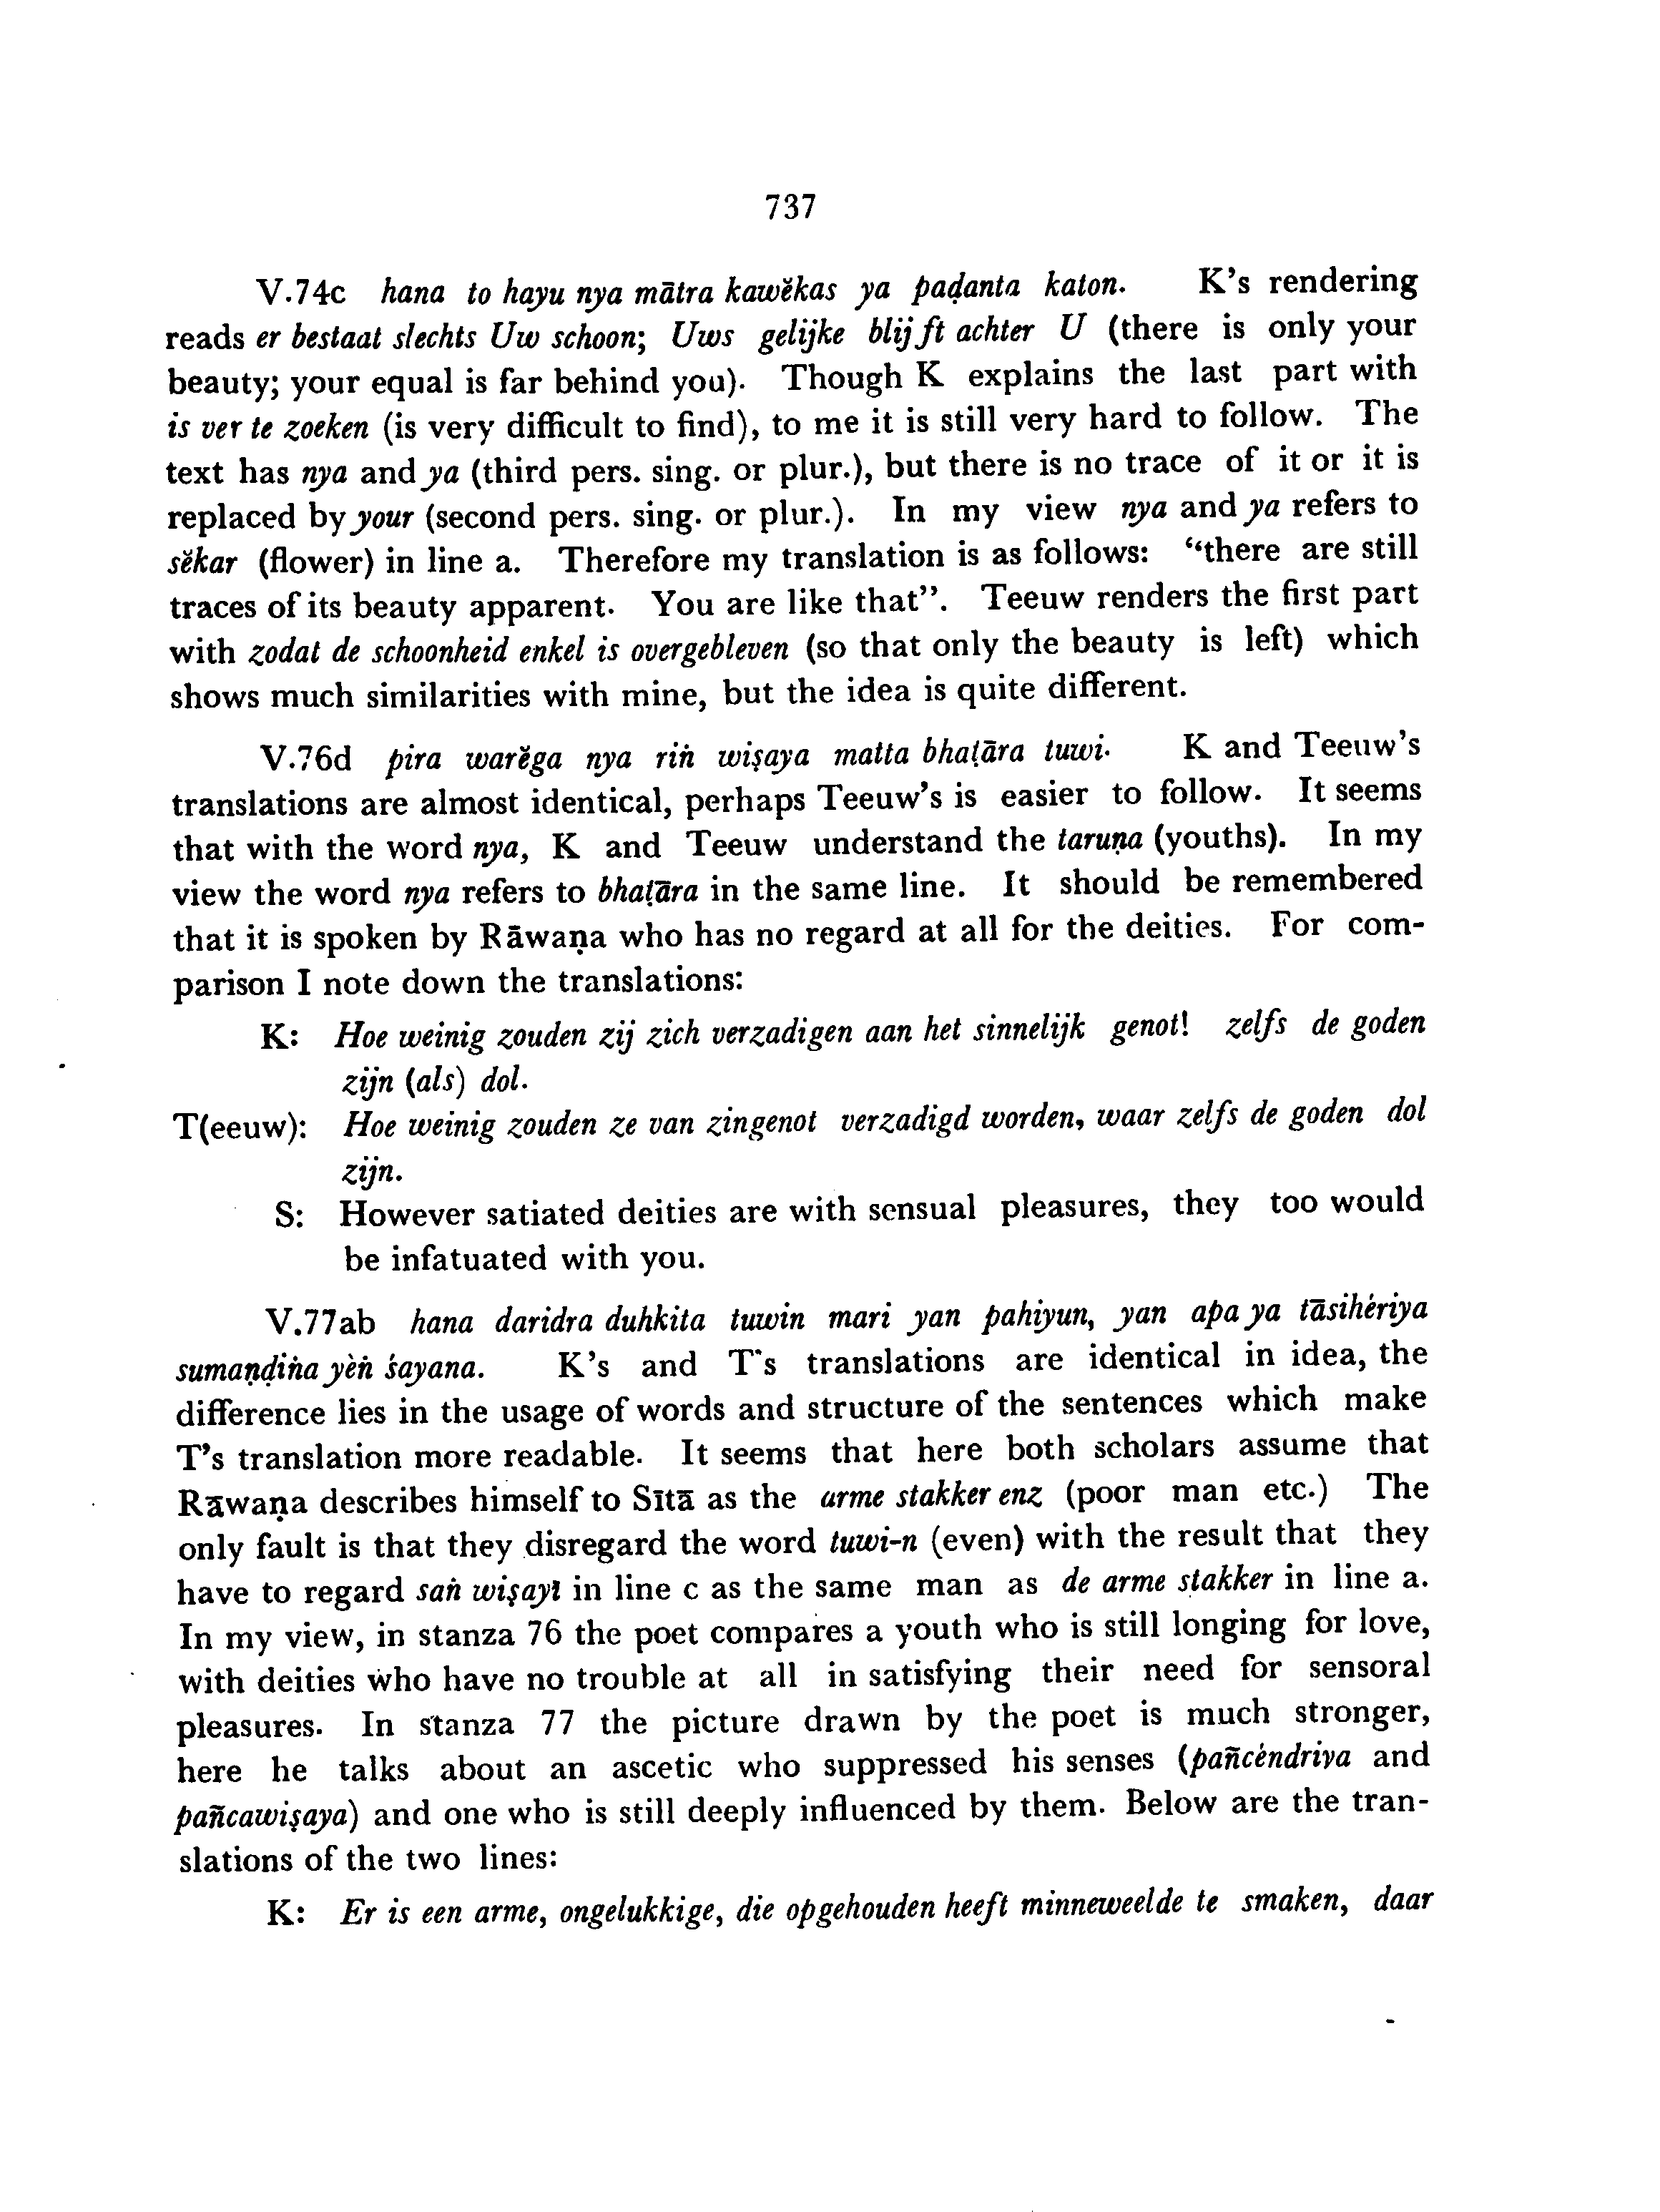 737
V.74c hana to hayu nya mātra kawĕkas ya paḍanta katon. K's rendering
reads er bestaat slechts Uw schoon; Uws gelijke blijft achter U (there is only your
beauty; your equal is far behind you). Though K explains the last part with
is ver te zoeken (is very difficult to find), to me it is still very hard to follow. The
text has nya and ya (third pers. sing. or plur.), but there is no trace of it or it is
replaced by your (second pers. sing. or plur.). In my view nya and ya refers to
sĕkar (flower) in line a. Therefore my translation is as follows: “there are still
traces of its beauty apparent. You are like that”. Teeuw renders the first part
with zodat de schoonheid enkel is overgebleven (so that only the beauty is left) which
shows much similarities with mine, but the idea is quite different.
V.76d pira warĕga nya riṅ wiṣaya matta bhaṭāra tuwi. K and Teeuw's
translations are almost identical, perhaps Teeuw's is easier to follow. It seems
that with the word nya, K and Teeuw understand the taruṇa (youths). In my
view the word nya refers to bhaṭāra in the same line. It should be remembered
that it is spoken by Rāwaṇa who has no regard at all for the deities. For com-
parison I note down the translations:
K: Hoe weinig zouden zij zich verzadigen aan het sinnelijk genot! zelfs de goden
zijn (als) dol.
T(eeuw): Hoe weinig zouden ze van zingenot verzadigd worden, waar zelfs de goden dol
zijn.
S: However satiated deities are with sensual pleasures, they too would
be infatuated with you.
V.77ab hana daridra duhkita tuwin mari yan pahiyun, yan apa ya tāsihériya
sumaṇḍiṅa yèṅ śayana. K's and T's translations are identical in idea, the
difference lies in the usage of words and structure of the sentences which make
T's translation more readable. It seems that here both scholars assume that
Rāwaṇa describes himself to Sītā as the arme stakker enz (poor man etc.) The
only fault is that they disregard the word tuwi-n (even) with the result that they
have to regard saṅ wiṣayī in line c as the same man as de arme stakker in line a.
In my view, in stanza 76 the poet compares a youth who is still longing for love,
with deities who have no trouble at all in satisfying their need for sensoral
pleasures. In stanza 77 the picture drawn by the poet is much stronger,
here he talks about an ascetic who suppressed his senses (pañcéndriya and
pañcawiṣaya) and one who is still deeply influenced by them. Below are the tran-
slations of the two lines:
K: Er is een arme, ongelukkige, die opgehouden heeft minneweelde te smaken, daar